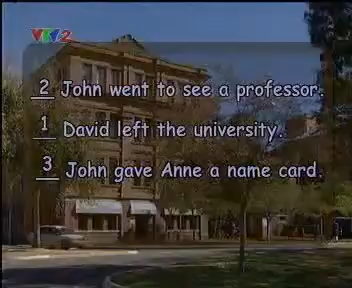 VTV2
2 John went to see a professor.
1 David left the university.
3 John gave Anne a name card.